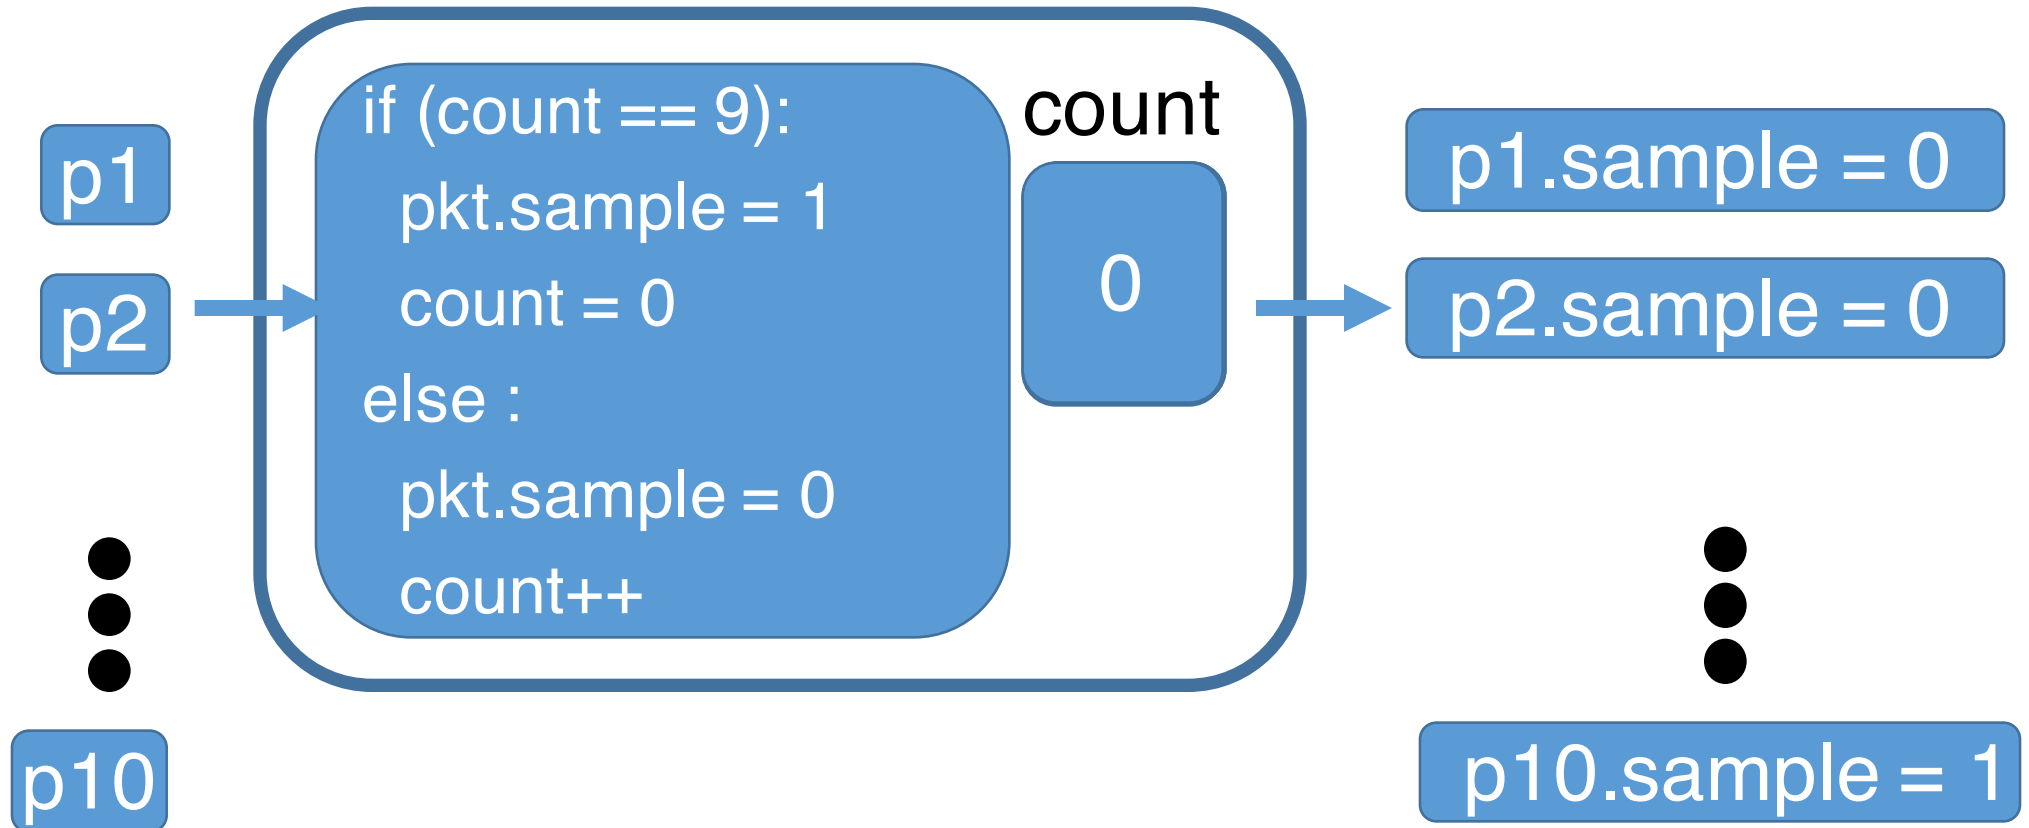 p1
p2
p10
if (count == 9):
pkt.sample = 1
count = 0
else :
pkt.sample = 0
count++
count
0
p1.sample = 0
p2.sample = 0
p10.sample = 1